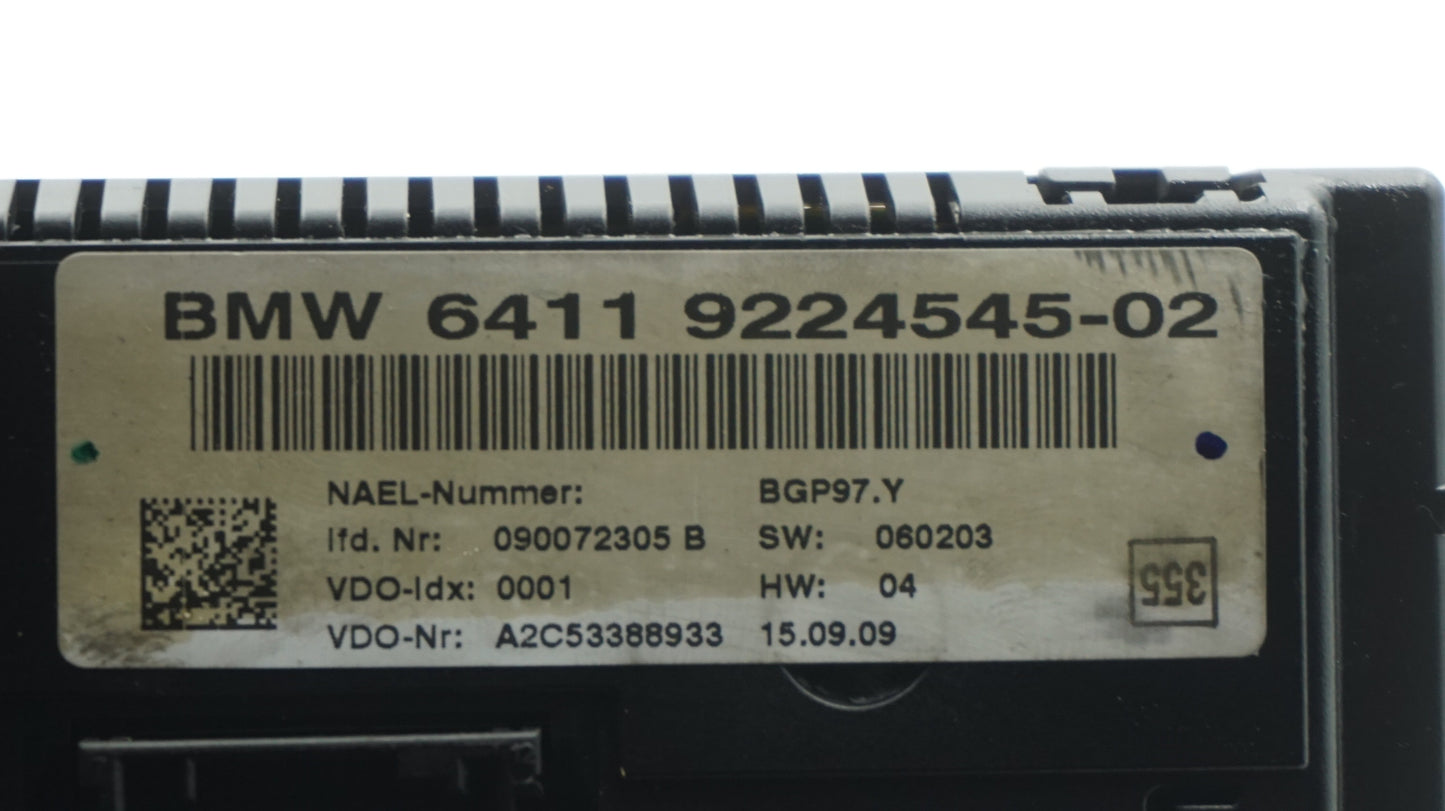 BMW 6411 9224545-02
NAEL-Nummer: BGP97.Y
lfd. Nr: 090072305 B SW: 060203
VDO-Idx: 0001 HW: 04
VDO-Nr: A2C53388933 15.09.09
355